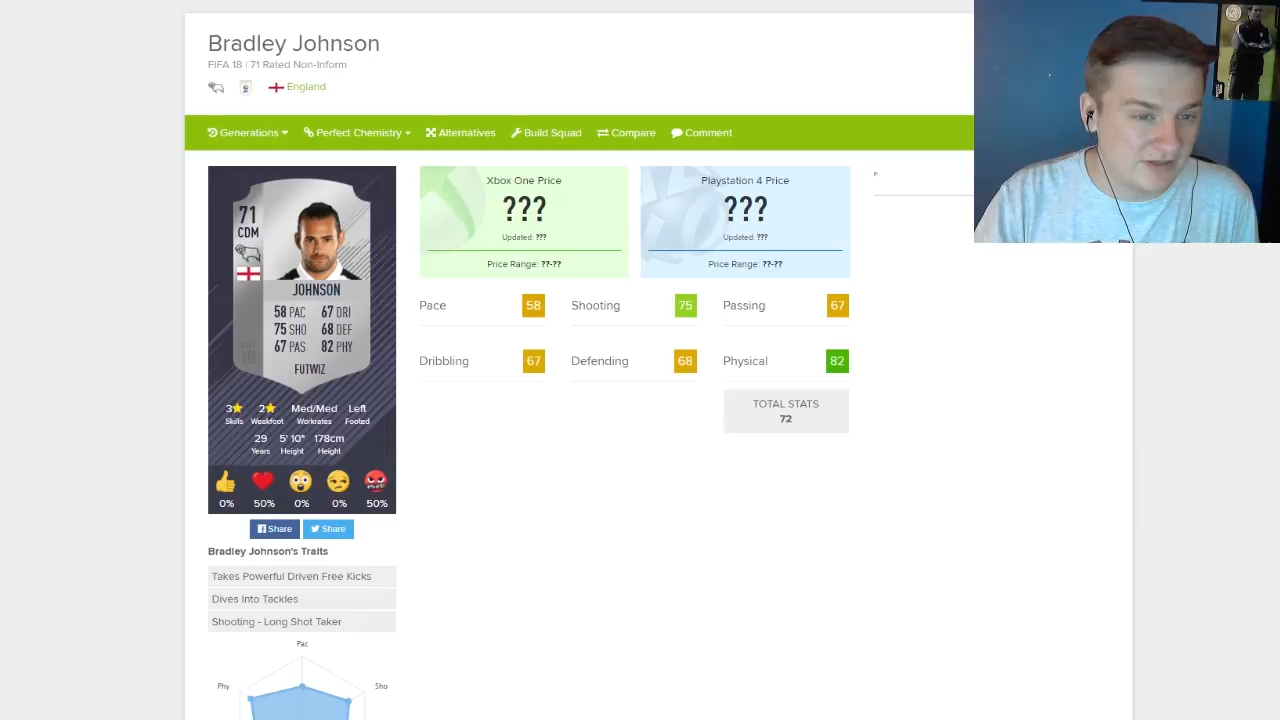 Bradley Johnson
FIFA 18 | 71 Rated Non-Inform
England
Generations
Perfect Chemistry
Alternatives
Build Squad
Compare
Comment
71
CDM
JOHNSON
58 PAC 67 DRI
75 SHO 68 DEF
67 PAS 82 PHY
FUTWIZ
3 2 Med/Med Left
Skills Weakfoot Workrates Footed
29 5' 10" 178cm
Years Height Height
0% 50% 0% 0% 50%
Share Share
Bradley Johnson's Traits
Takes Powerful Driven Free Kicks
Dives Into Tackles
Shooting - Long Shot Taker
Pac
Phy
Sho
Xbox One Price
???
Updated: ???
Price Range: ??-??
Playstation 4 Price
???
Updated: ???
Price Range: ??-??
Pace 58
Shooting 75
Passing 67
Dribbling 67
Defending 68
Physical 82
TOTAL STATS
72